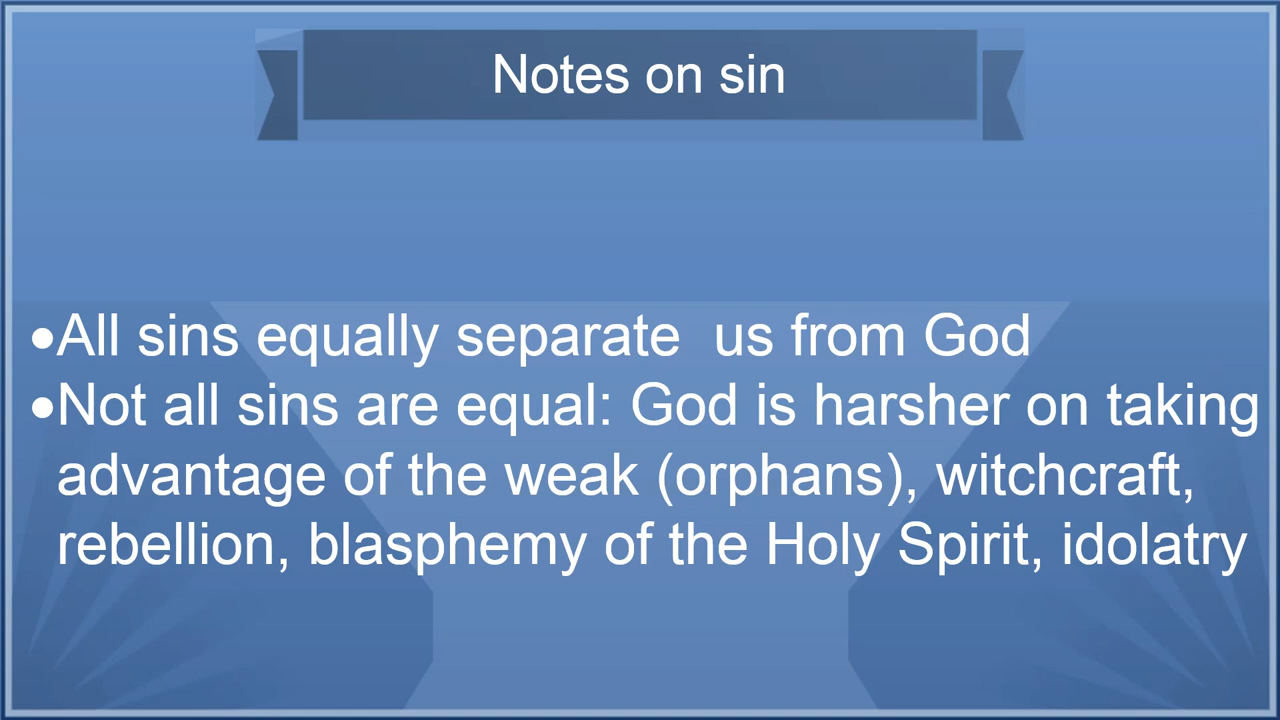 Notes on sin
•All sins equally separate  us from God
•Not all sins are equal: God is harsher on taking
advantage of the weak (orphans), witchcraft,
rebellion, blasphemy of the Holy Spirit, idolatry